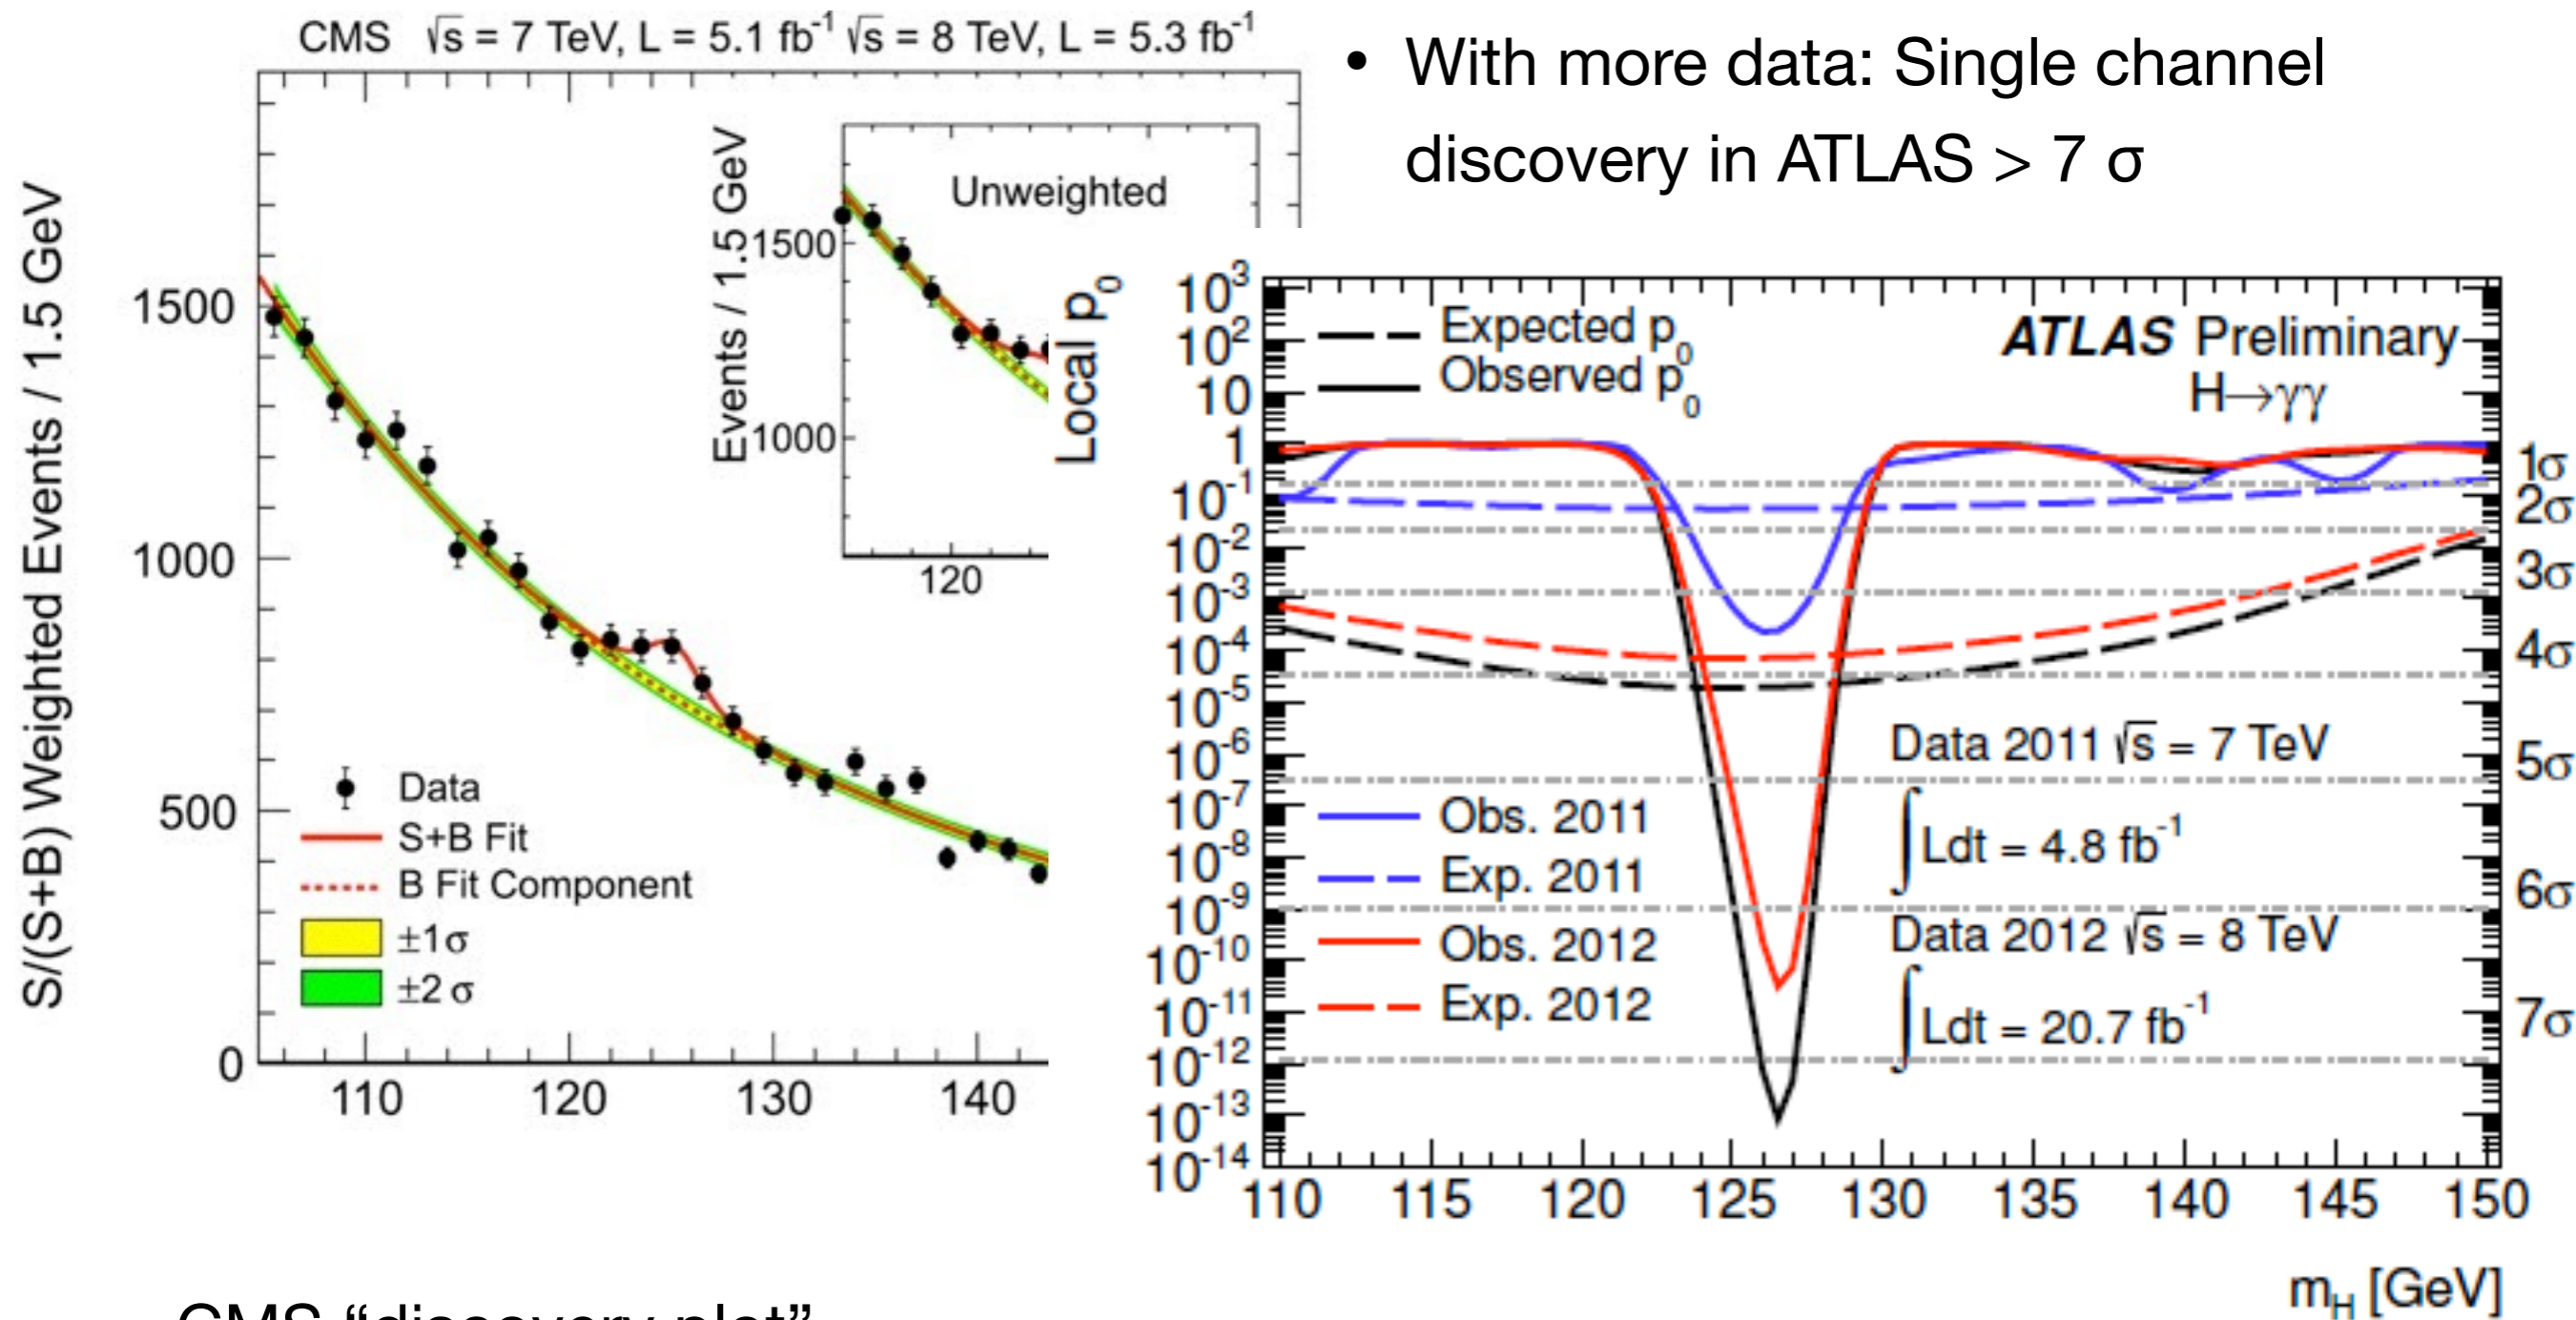 CMS √s = 7 TeV, L = 5.1 fb⁻¹ √s = 8 TeV, L = 5.3 fb⁻¹
S/(S+B) Weighted Events / 1.5 GeV
1500
1000
500
0
110 120 130 140
Data
S+B Fit
B Fit Component
±1σ
±2 σ
Events / 1.5 GeV
Unweighted
1500
1000
120
• With more data: Single channel
discovery in ATLAS > 7 σ
Local p₀
10³
10²
10
1
10⁻¹
10⁻²
10⁻³
10⁻⁴
10⁻⁵
10⁻⁶
10⁻⁷
10⁻⁸
10⁻⁹
10⁻¹⁰
10⁻¹¹
10⁻¹²
10⁻¹³
10⁻¹⁴
Expected p₀
Observed p₀
ATLAS Preliminary
H→γγ
1σ
2σ
3σ
4σ
5σ
6σ
7σ
Obs. 2011
Exp. 2011
Obs. 2012
Exp. 2012
Data 2011 √s = 7 TeV
∫Ldt = 4.8 fb⁻¹
Data 2012 √s = 8 TeV
∫Ldt = 20.7 fb⁻¹
110 115 120 125 130 135 140 145 150
m_H [GeV]
CMS “discovery plot”